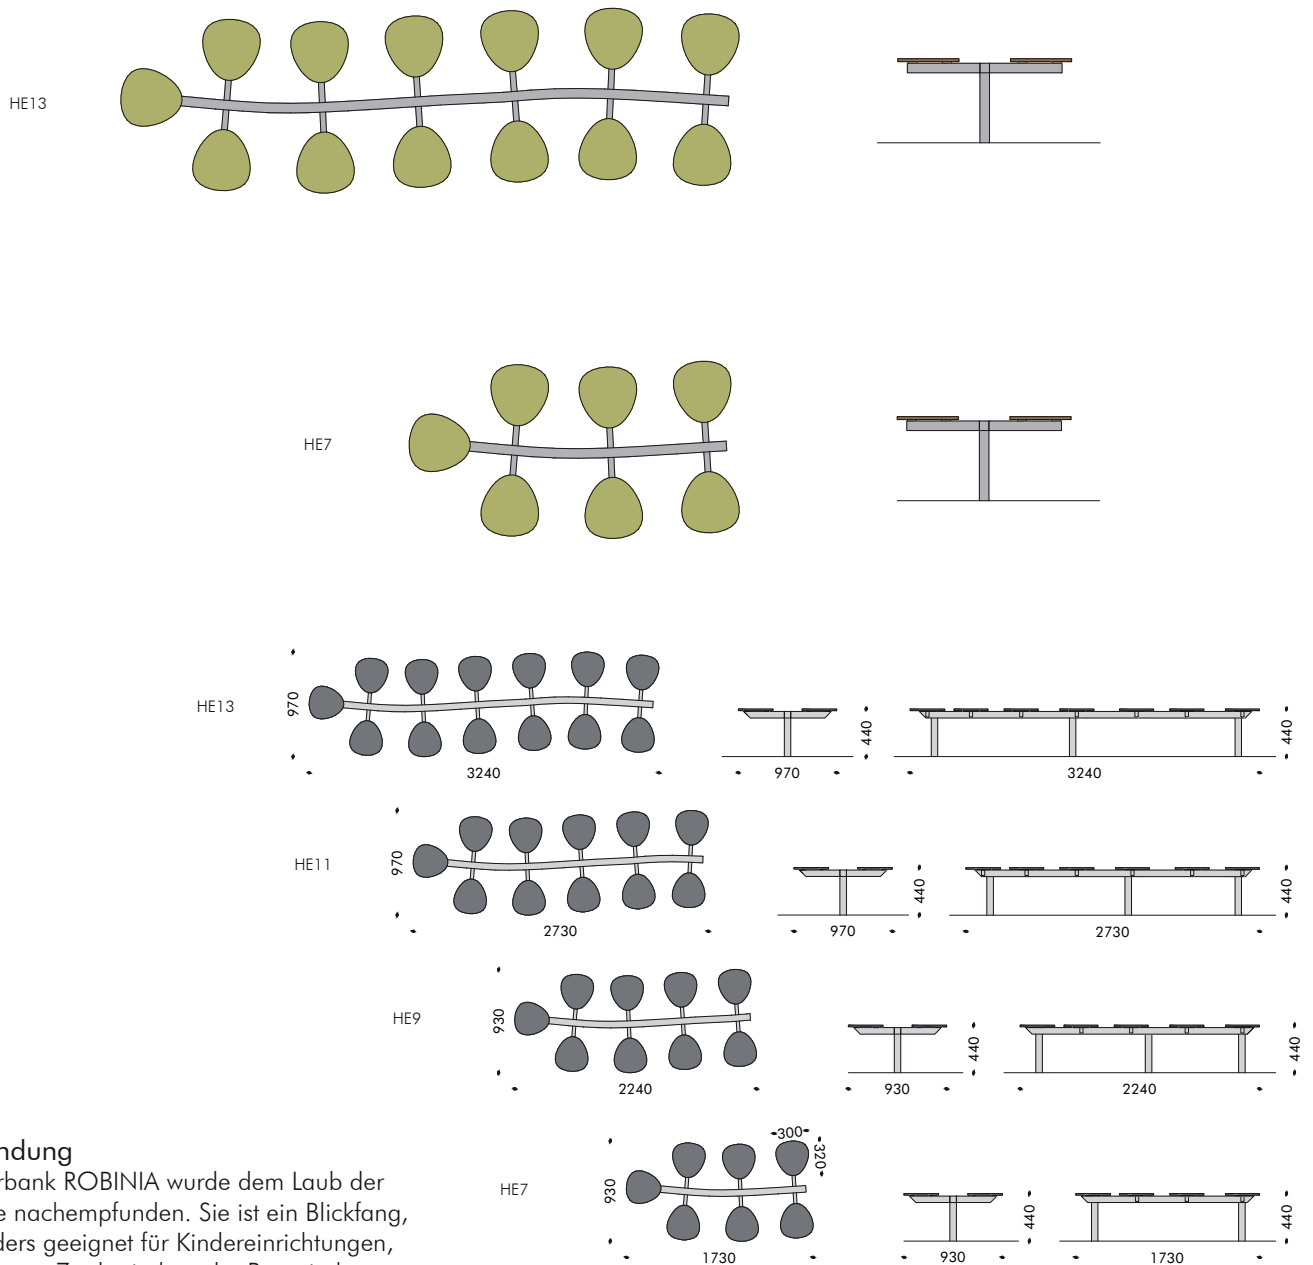 HE13
HE7
HE13
970
3240
970
440
3240
440
HE11
970
2730
970
440
2730
440
HE9
930
2240
930
440
2240
440
HE7
930
300
320
1730
930
440
1730
440
ndung
rbank ROBINIA wurde dem Laub der
e nachempfunden. Sie ist ein Blickfang,
ders geeignet für Kindereinrichtungen,